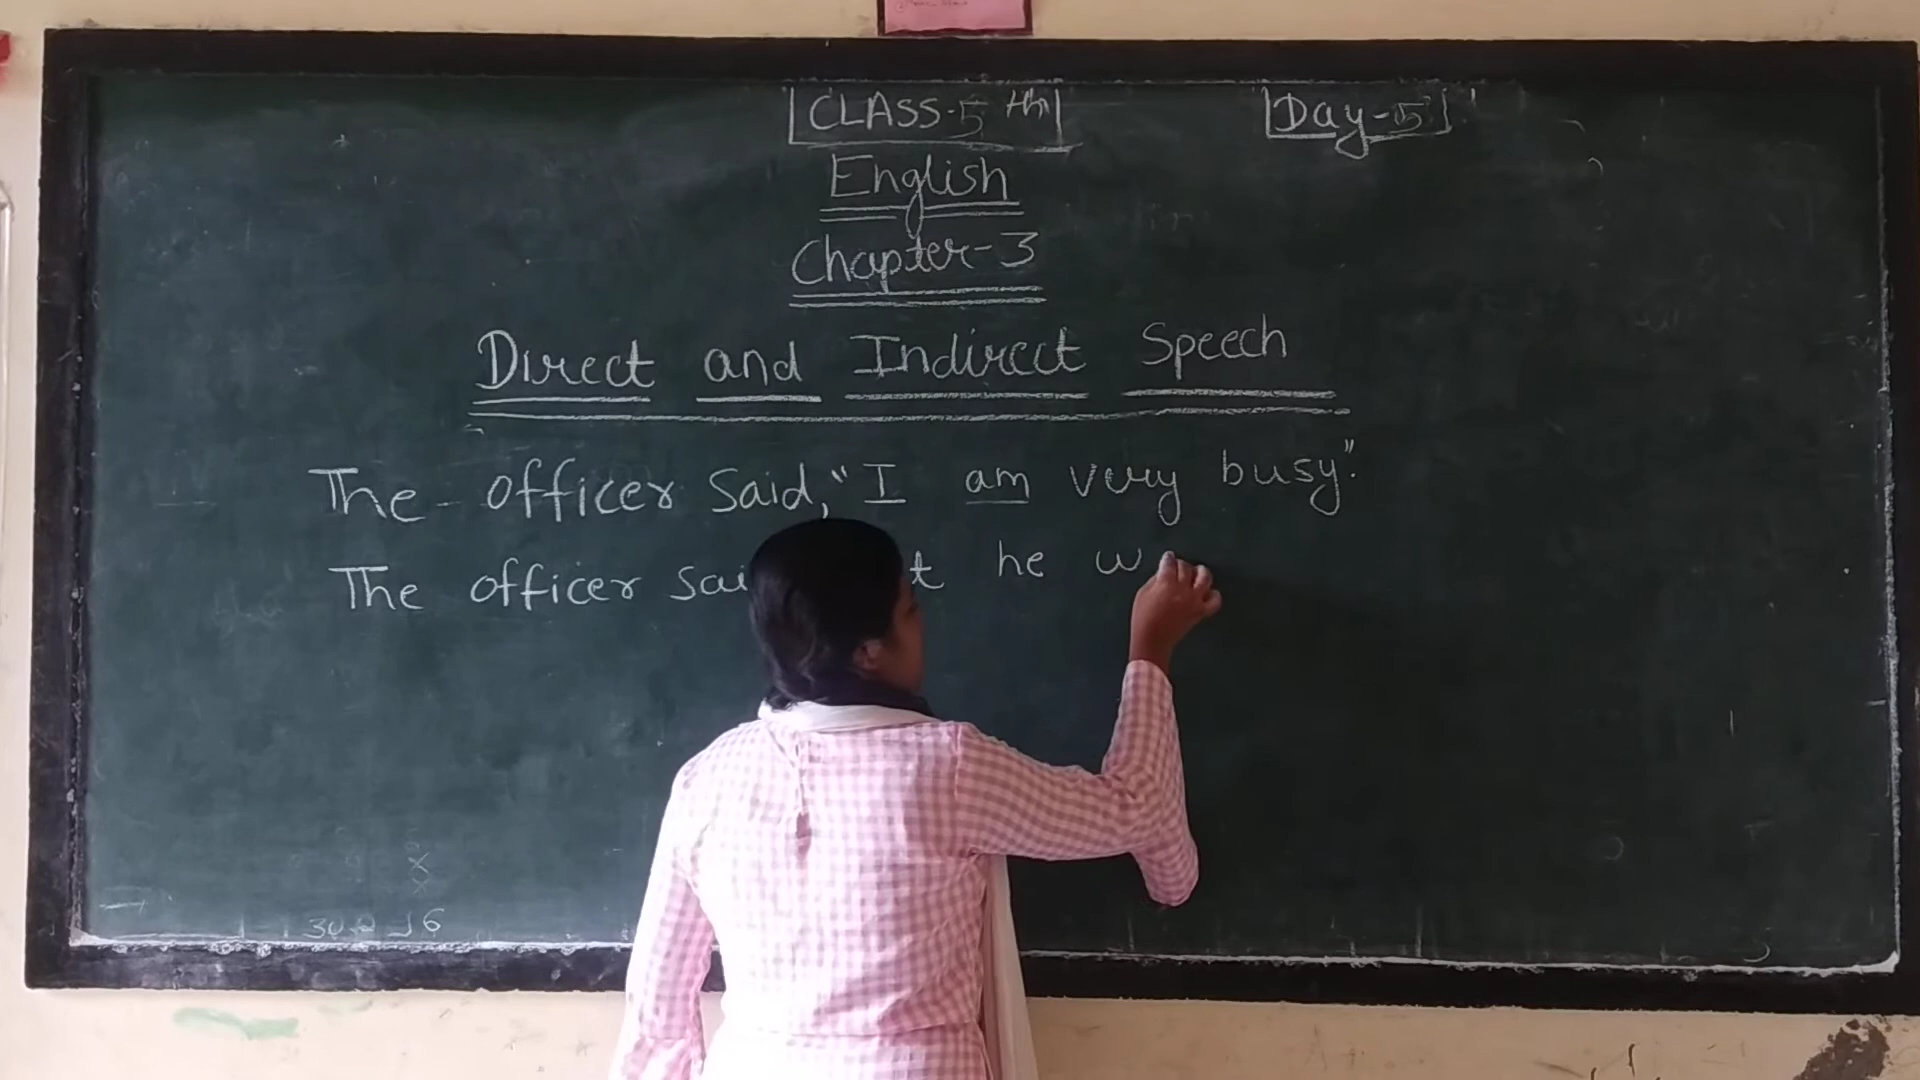 CLASS-5th
Day-5
English
Chapter-3
Direct and Indirect Speech
The officer said, "I am very busy".
The officer he